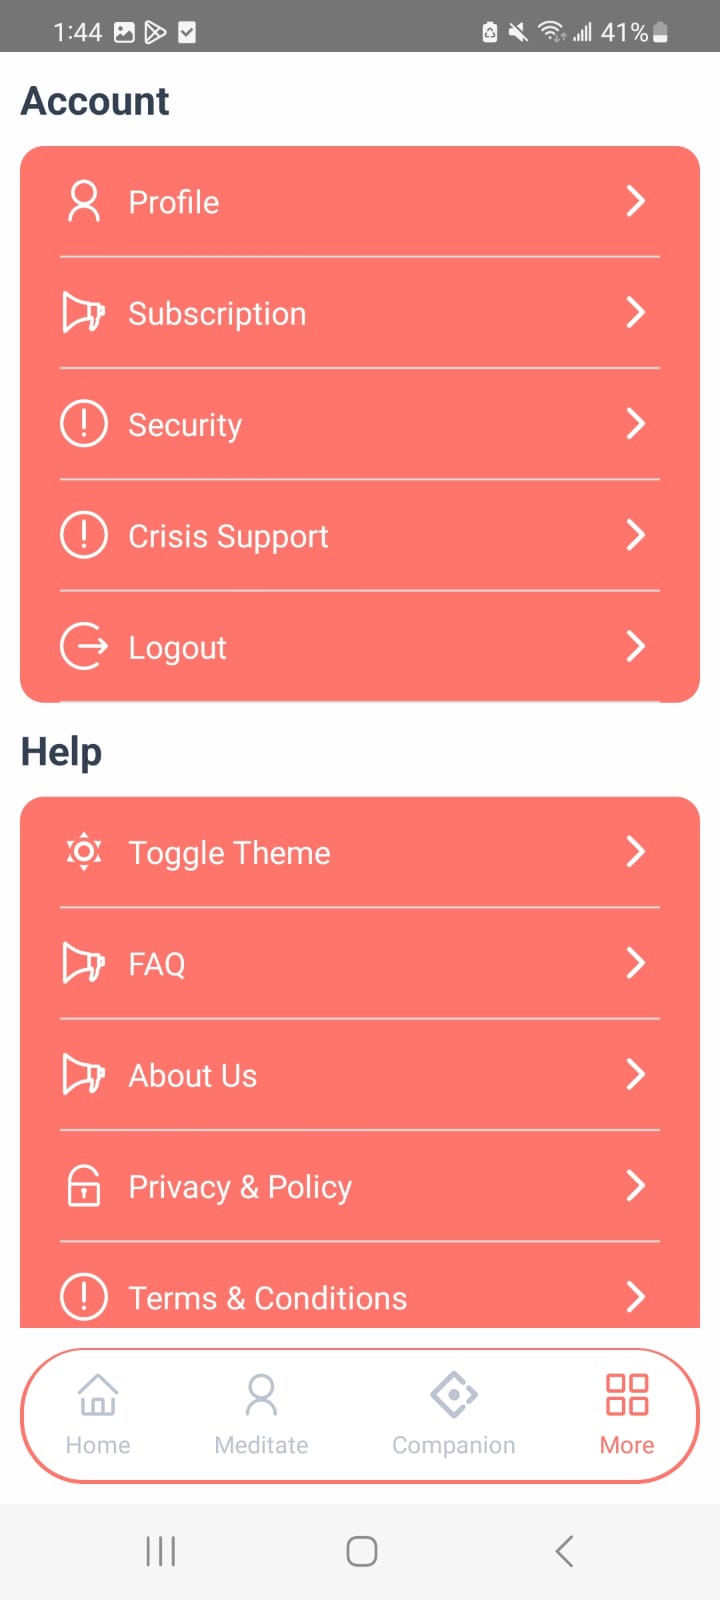 1:44
41%
Account
Profile
Subscription
Security
Crisis Support
Logout
Help
Toggle Theme
FAQ
About Us
Privacy & Policy
Terms & Conditions
Home Meditate Companion More